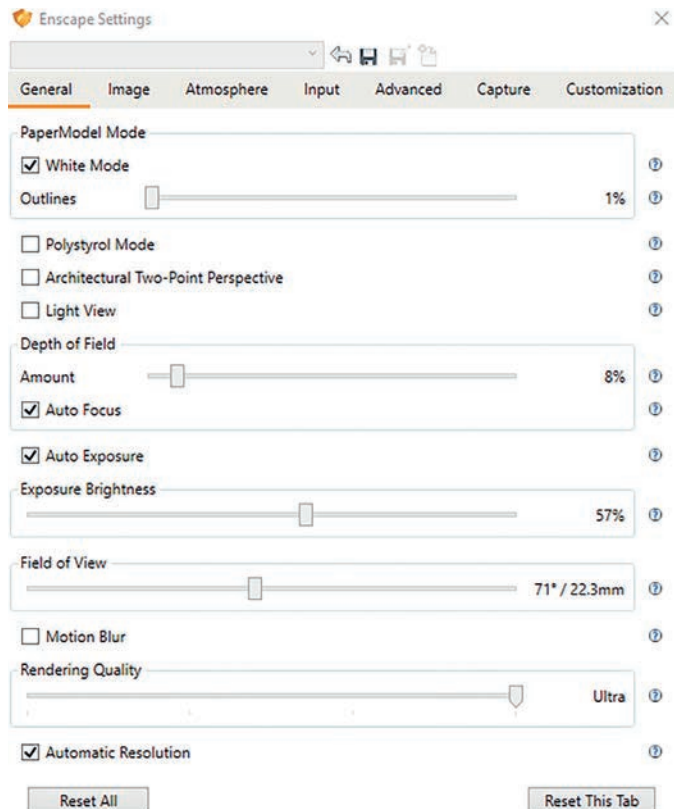 Enscape Settings
General Image Atmosphere Input Advanced Capture Customization
PaperModel Mode
White Mode
Outlines 1%
Polystyrol Mode
Architectural Two-Point Perspective
Light View
Depth of Field
Amount 8%
Auto Focus
Auto Exposure
Exposure Brightness
57%
Field of View
71° / 22.3mm
Motion Blur
Rendering Quality
Ultra
Automatic Resolution
Reset All Reset This Tab